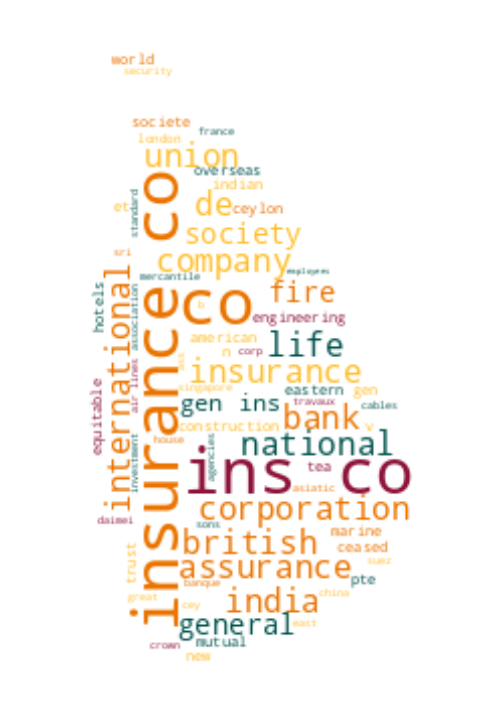 world
security
societe
france
london
union
overseas
indian
standard
co
et
de
ceylon
society
sri
company
mercantile
employees
hotels
international
association
insurance co
b
co
fire
engineering
american
life
n
corp
air lines
ass
insurance
singapore
eastern
gen
equitable
gen ins
travaux
cables
bank
construction
v
house
agencies
national
investment
ins co
tea
asiatic
corporation
daimei
sons
marine
british
ceased
trust
assurance
suez
banque
pte
great
india
china
cey
general
east
mutual
crown
new